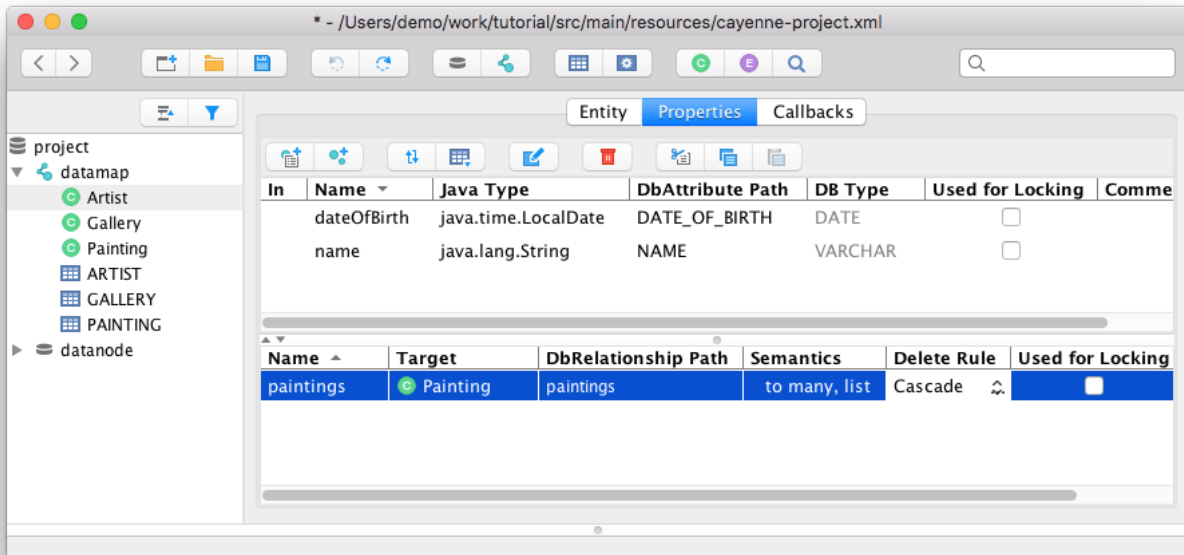 * - /Users/demo/work/tutorial/src/main/resources/cayenne-project.xml
C E
Entity Properties Callbacks
project
datamap
C Artist
C Gallery
C Painting
ARTIST
GALLERY
PAINTING
datanode
In Name Java Type DbAttribute Path DB Type Used for Locking Comme
dateOfBirth java.time.LocalDate DATE_OF_BIRTH DATE
name java.lang.String NAME VARCHAR
Name Target DbRelationship Path Semantics Delete Rule Used for Locking
paintings C Painting paintings to many, list Cascade